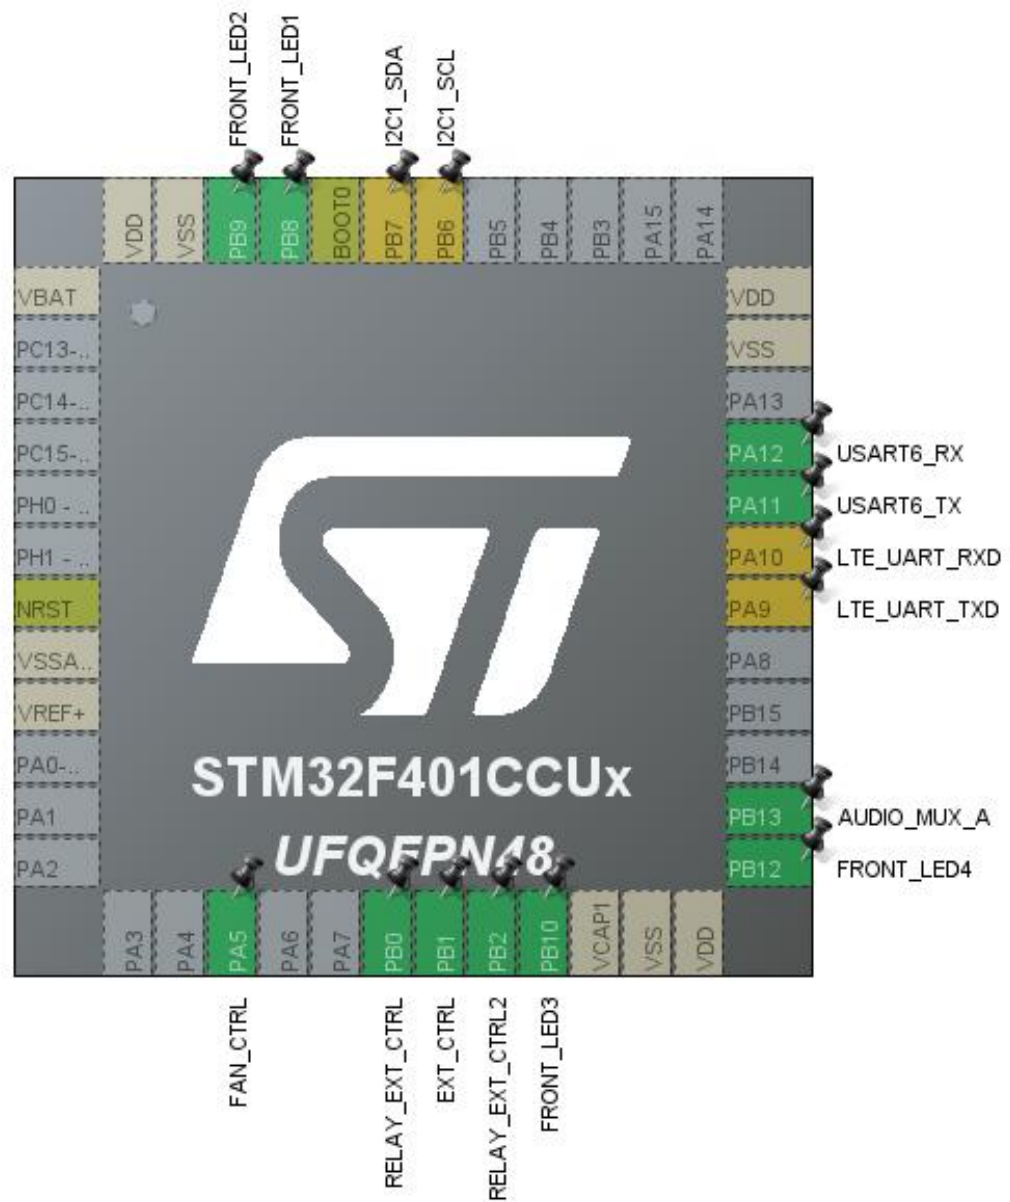 FRONT_LED2
FRONT_LED1
I2C1_SDA
I2C1_SCL
VDD
VSS
PB9
PB8
BOOT0
PB7
PB6
PB5
PB4
PB3
PA15
PA14
VBAT
PC13-..
PC14-..
PC15-..
PH0 - ..
PH1 - ..
NRST
VSSA..
VREF+
PA0-..
PA1
PA2
VDD
VSS
PA13
PA12 USART6_RX
PA11 USART6_TX
PA10 LTE_UART_RXD
PA9 LTE_UART_TXD
PA8
PB15
PB14
PB13 AUDIO_MUX_A
PB12 FRONT_LED4
ST
STM32F401CCUx
UFQFPN48
PA3
PA4
PA5
PA6
PA7
PB0
PB1
PB2
PB10
VCAP1
VSS
VDD
FAN_CTRL
RELAY_EXT_CTRL
EXT_CTRL
RELAY_EXT_CTRL2
FRONT_LED3